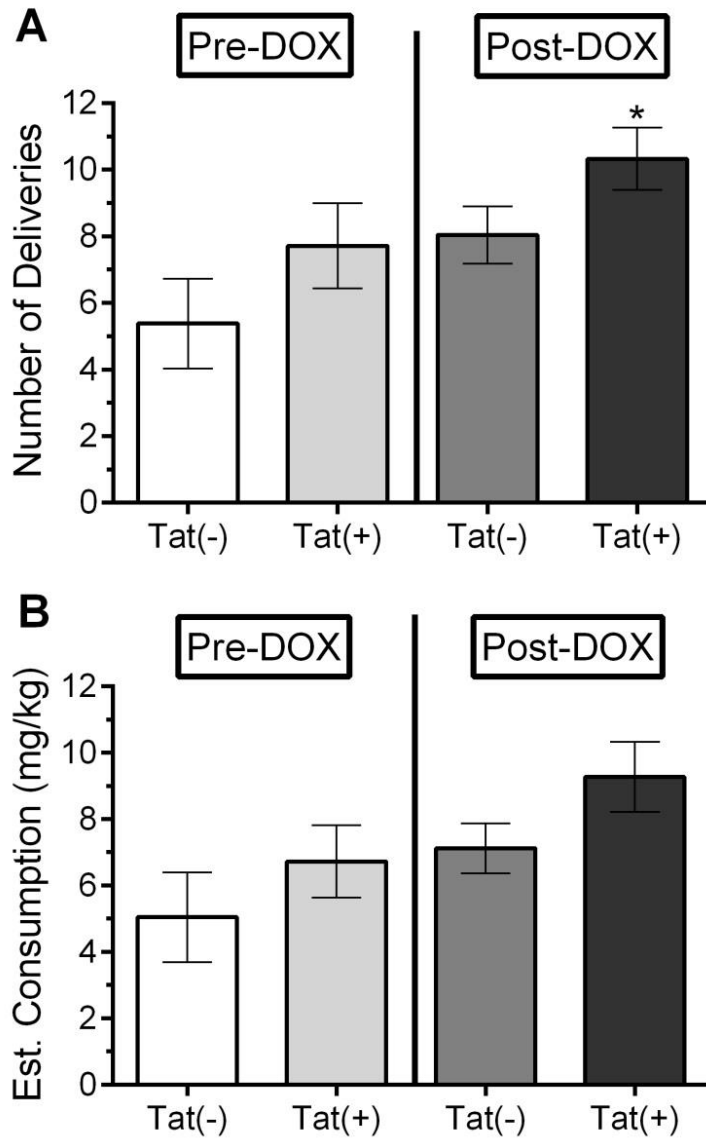 A
Pre-DOX Post-DOX
Number of Deliveries
12
*
10
8
6
4
2
0
Tat(-) Tat(+) Tat(-) Tat(+)
B
Pre-DOX Post-DOX
Est. Consumption (mg/kg)
12
10
8
6
4
2
0
Tat(-) Tat(+) Tat(-) Tat(+)